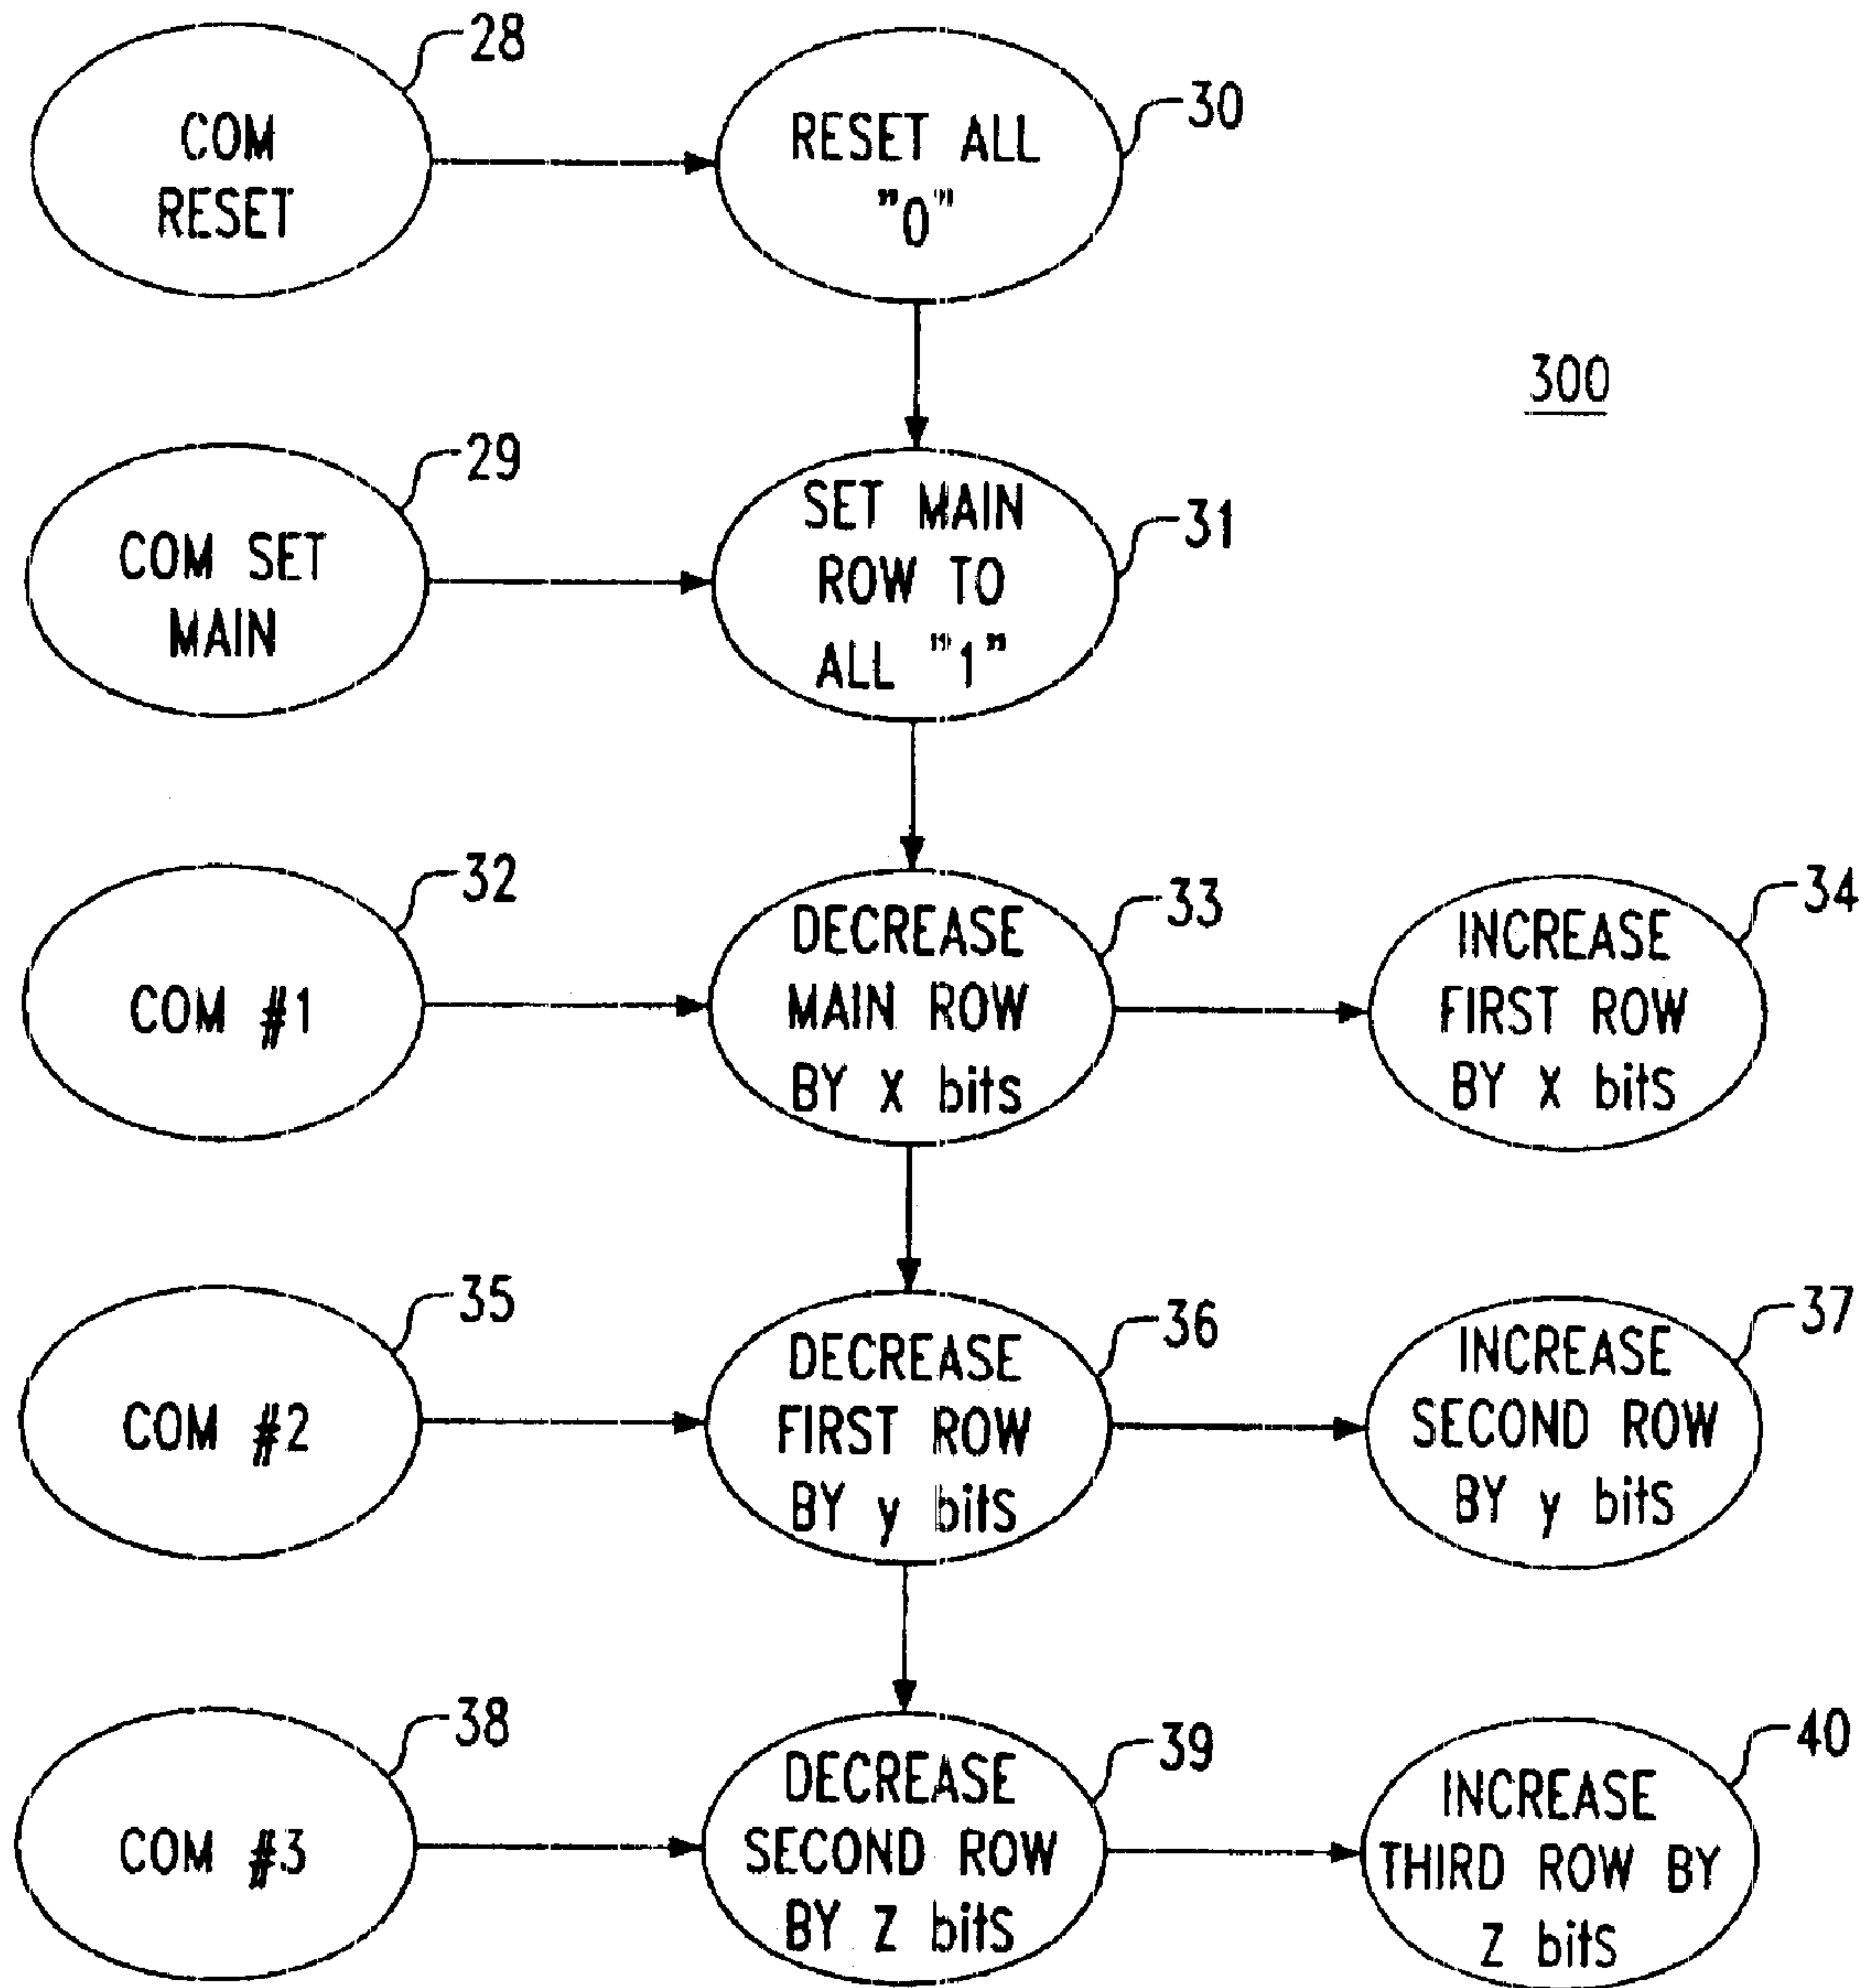 28
COM
RESET
30
RESET ALL
"0"
300
29
COM SET
MAIN
31
SET MAIN
ROW TO
ALL "1"
32
COM #1
33
DECREASE
MAIN ROW
BY x bits
34
INCREASE
FIRST ROW
BY x bits
35
COM #2
36
DECREASE
FIRST ROW
BY y bits
37
INCREASE
SECOND ROW
BY y bits
38
COM #3
39
DECREASE
SECOND ROW
BY z bits
40
INCREASE
THIRD ROW BY
z bits